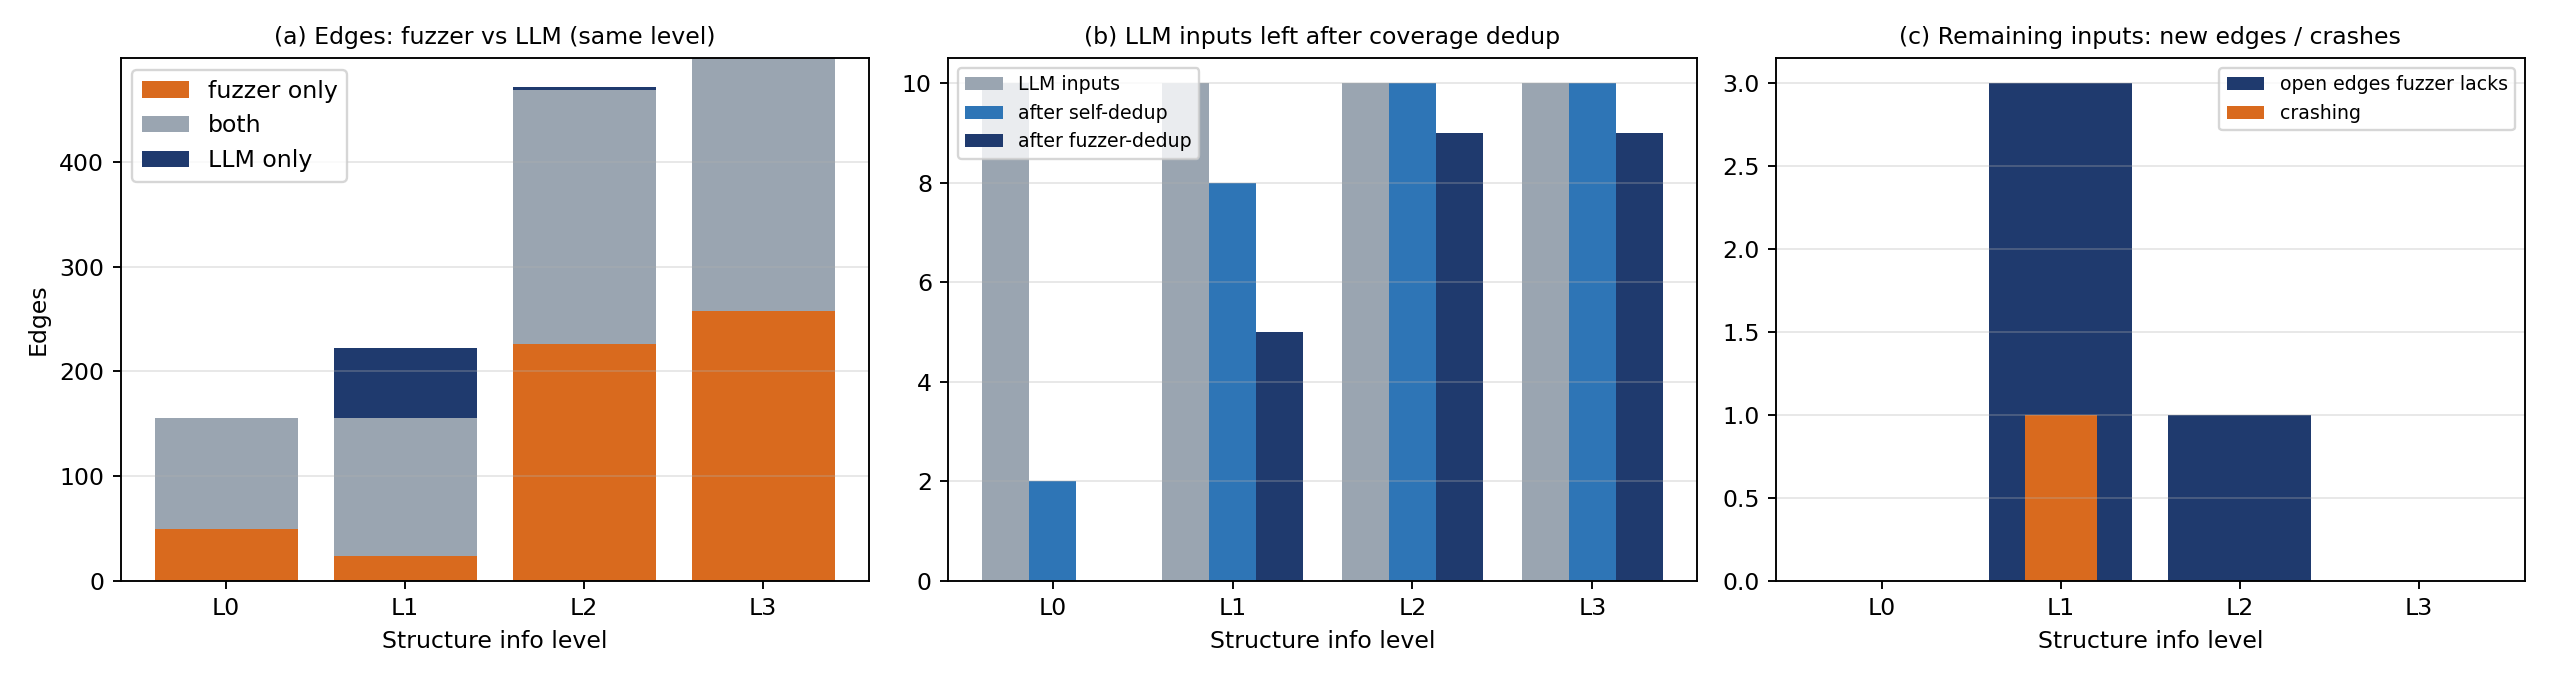 (a) Edges: fuzzer vs LLM (same level)
fuzzer only
both
LLM only
Edges
400
300
200
100
0
L0 L1 L2 L3
Structure info level
(b) LLM inputs left after coverage dedup
LLM inputs
after self-dedup
after fuzzer-dedup
10
8
6
4
2
0
L0 L1 L2 L3
Structure info level
(c) Remaining inputs: new edges / crashes
open edges fuzzer lacks
crashing
3.0
2.5
2.0
1.5
1.0
0.5
0.0
L0 L1 L2 L3
Structure info level